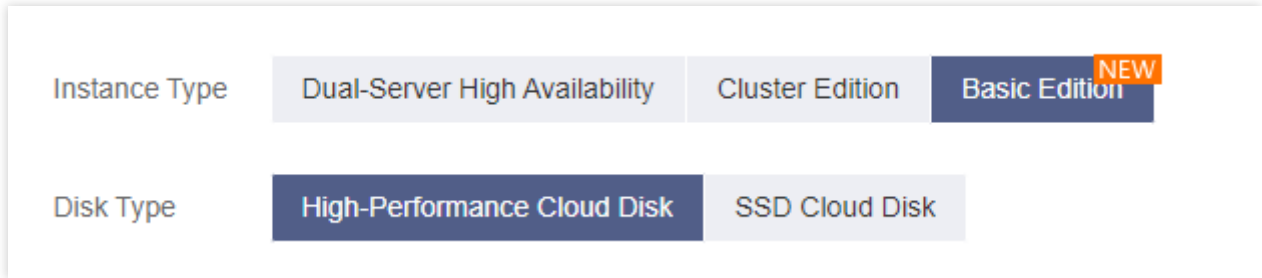 NEW
Instance Type Dual-Server High Availability Cluster Edition Basic Edition
Disk Type High-Performance Cloud Disk SSD Cloud Disk